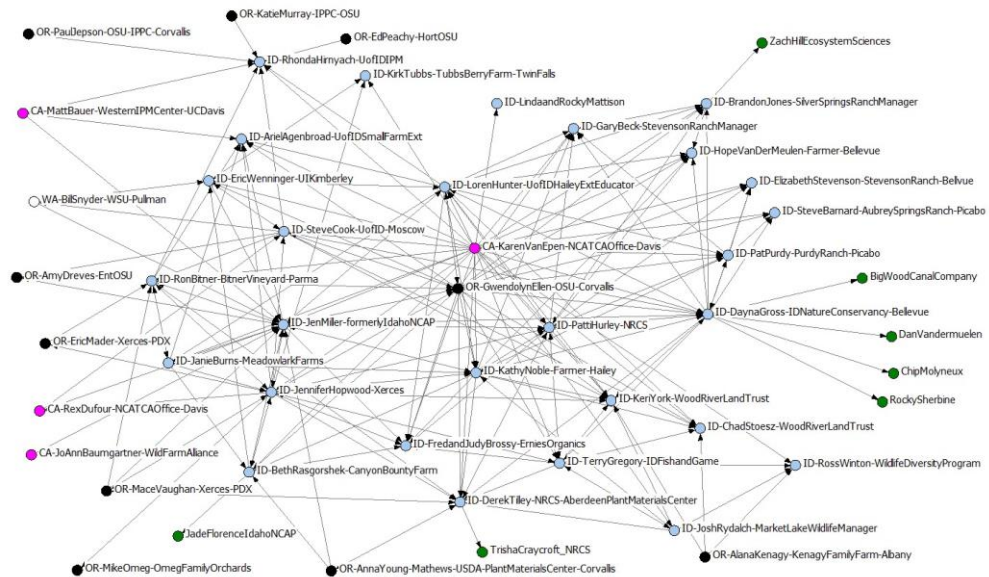 OR-KatieMurray-IPPC-OSU
OR-PaulJepson-OSU-IPPC-Corvallis
OR-EdPeachy-HortOSU
ZachHillEcosystemSciences
ID-RhondaHirnyach-UofIDIPM
ID-KirkTubbs-TubbsBerryFarm-TwinFalls
CA-MattBauer-WesternIPMCenter-UCDavis
ID-LindaandRockyMattison
ID-BrandonJones-SilverSpringsRanchManager
ID-GaryBeck-StevensonRanchManager
ID-ArielAgenbroad-UofIDSmallFarmExt
ID-HopeVanDerMeulen-Farmer-Bellevue
ID-EricWenninger-UIKimberley
ID-LorenHunter-UofIDHaileyExtEducator
ID-ElizabethStevenson-StevensonRanch-Bellvue
WA-BillSnyder-WSU-Pullman
ID-SteveBarnard-AubreySpringsRanch-Picabo
ID-SteveCook-UofID-Moscow
CA-KarenVanEpen-NCATCAOffice-Davis
ID-PatPurdy-PurdyRanch-Picabo
OR-AmyDreves-EntOSU
ID-RonBitner-BitnerVineyard-Parma
BigWoodCanalCompany
OR-GwendolynEllen-OSU-Corvallis
ID-DaynaGross-IDNatureConservancy-Bellevue
ID-JenMiller-formerlyIdahoNCAP
ID-PattiHurley-NRCS
DanVandermuelen
OR-EricMader-Xerces-PDX
ID-JanieBurns-MeadowlarkFarms
ID-KathyNoble-Farmer-Hailey
ChipMolyneux
ID-JenniferHopwood-Xerces
ID-KeriYork-WoodRiverLandTrust
RockySherbine
CA-RexDufour-NCATCAOffice-Davis
ID-ChadStoesz-WoodRiverLandTrust
ID-FredandJudyBrossy-ErniesOrganics
CA-JoAnnBaumgartner-WildFarmAlliance
ID-BethRasgorshek-CanyonBountyFarm
ID-TerryGregory-IDFishandGame
ID-RossWinton-WildlifeDiversityProgram
OR-MaceVaughan-Xerces-PDX
ID-DerekTilley-NRCS-AberdeenPlantMaterialsCenter
ID-JoshRydalch-MarketLakeWildlifeManager
JadeFlorenceIdahoNCAP
TrishaCraycroft_NRCS
OR-AlanaKenagy-KenagyFamilyFarm-Albany
OR-MikeOmeg-OmegFamilyOrchards
OR-AnnaYoung-Mathews-USDA-PlantMaterialsCenter-Corvallis